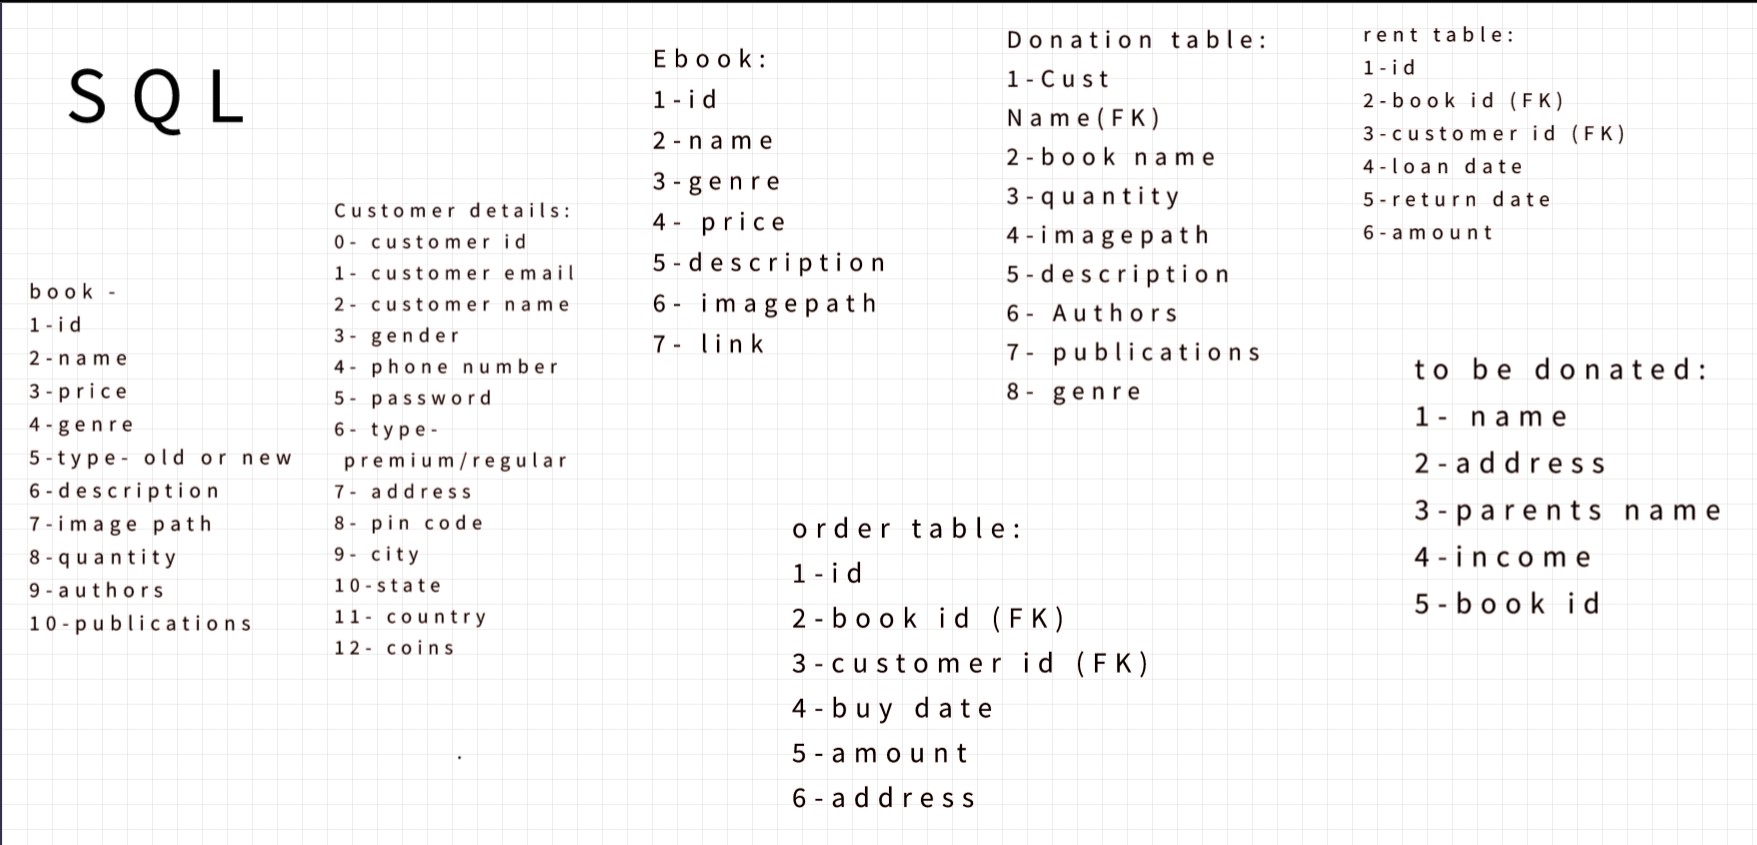 SQL
book -
1-id
2-name
3-price
4-genre
5-type- old or new
6-description
7-image path
8-quantity
9-authors
10-publications
Customer details:
0- customer id
1- customer email
2- customer name
3- gender
4- phone number
5- password
6- type-
premium/regular
7- address
8- pin code
9- city
10-state
11- country
12- coins
Ebook:
1-id
2-name
3-genre
4- price
5-description
6- imagepath
7- link
Donation table:
1-Cust
Name(FK)
2-book name
3-quantity
4-imagepath
5-description
6- Authors
7- publications
8- genre
rent table:
1-id
2-book id (FK)
3-customer id (FK)
4-loan date
5-return date
6-amount
order table:
1-id
2-book id (FK)
3-customer id (FK)
4-buy date
5-amount
6-address
to be donated:
1- name
2-address
3-parents name
4-income
5-book id